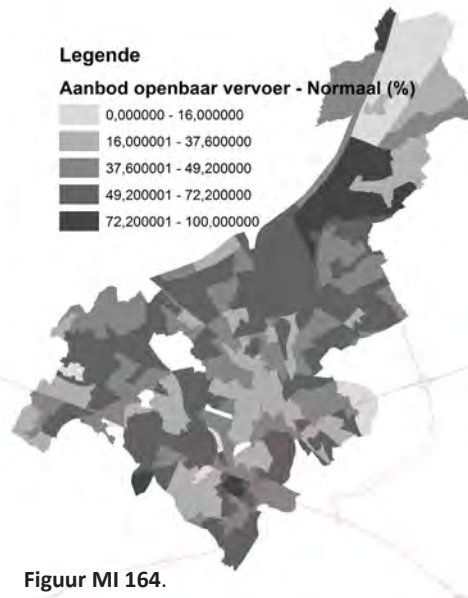 Legende
Aanbod openbaar vervoer - Normaal (%)
0,000000 - 16,000000
16,000001 - 37,600000
37,600001 - 49,200000
49,200001 - 72,200000
72,200001 - 100,000000
Figuur MI 164.